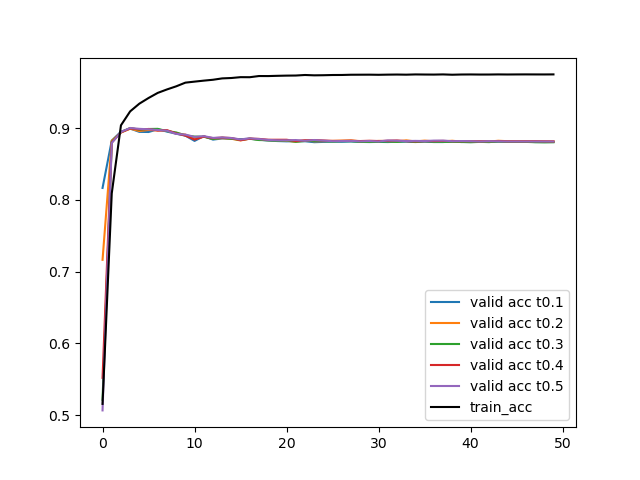 0.9
0.8
0.7
0.6
0.5
0
10
20
30
40
50
valid acc t0.1
valid acc t0.2
valid acc t0.3
valid acc t0.4
valid acc t0.5
train_acc